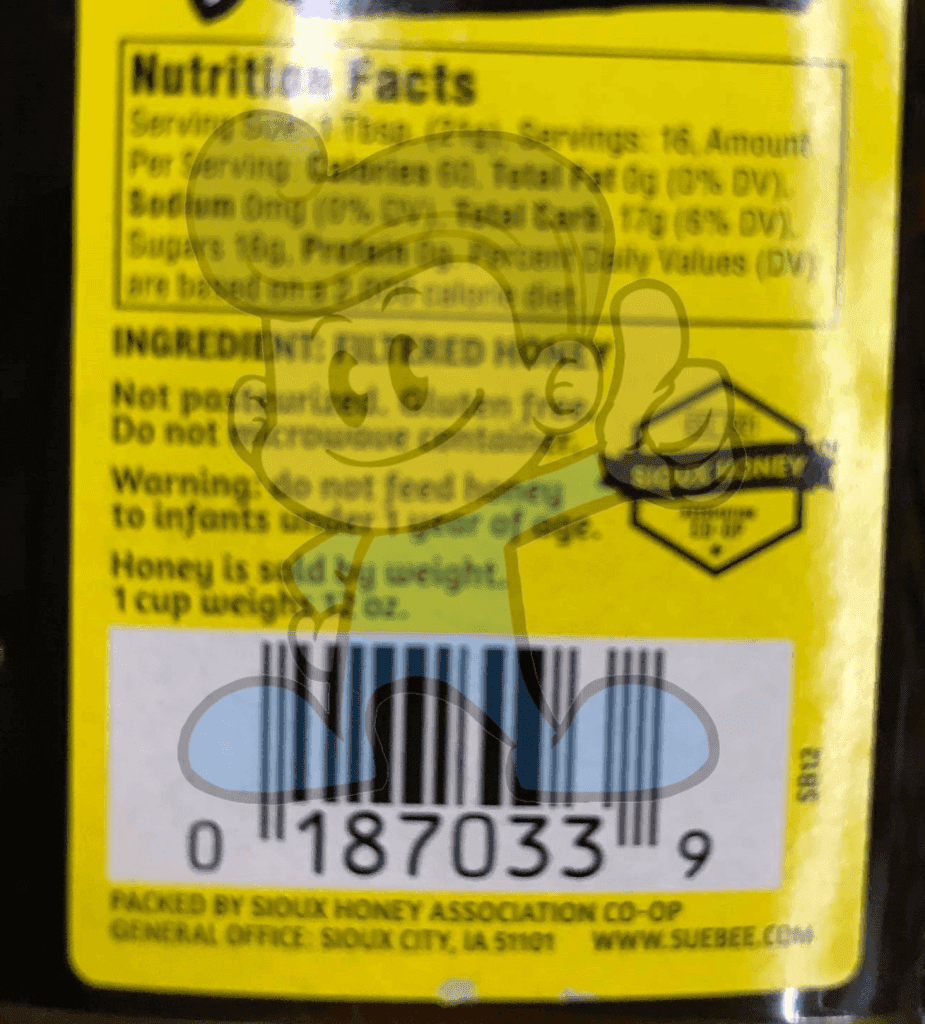 Nutrition Facts
Serving Size: 1 Tbsp. (21g), Servings: 16, Amount
Per Serving: Calories 60, Total Fat 0g (0% DV),
Sodium 0mg (0% DV), Total Carb. 17g (6% DV),
Sugars 16g, Protein 0g, Percent Daily Values (DV)
are based on a 2,000 calorie diet.
INGREDIENT: FILTERED HONEY
Not pasteurized. Gluten free.
Do not microwave container.
Warning: do not feed honey
to infants under 1 year of age.
Honey is sold by weight.
1 cup weighs 12 oz.
SIOUX HONEY
CO-OP
SB12
0 187033 9
PACKED BY SIOUX HONEY ASSOCIATION CO-OP
GENERAL OFFICE: SIOUX CITY, IA 51101 WWW.SUEBEE.COM